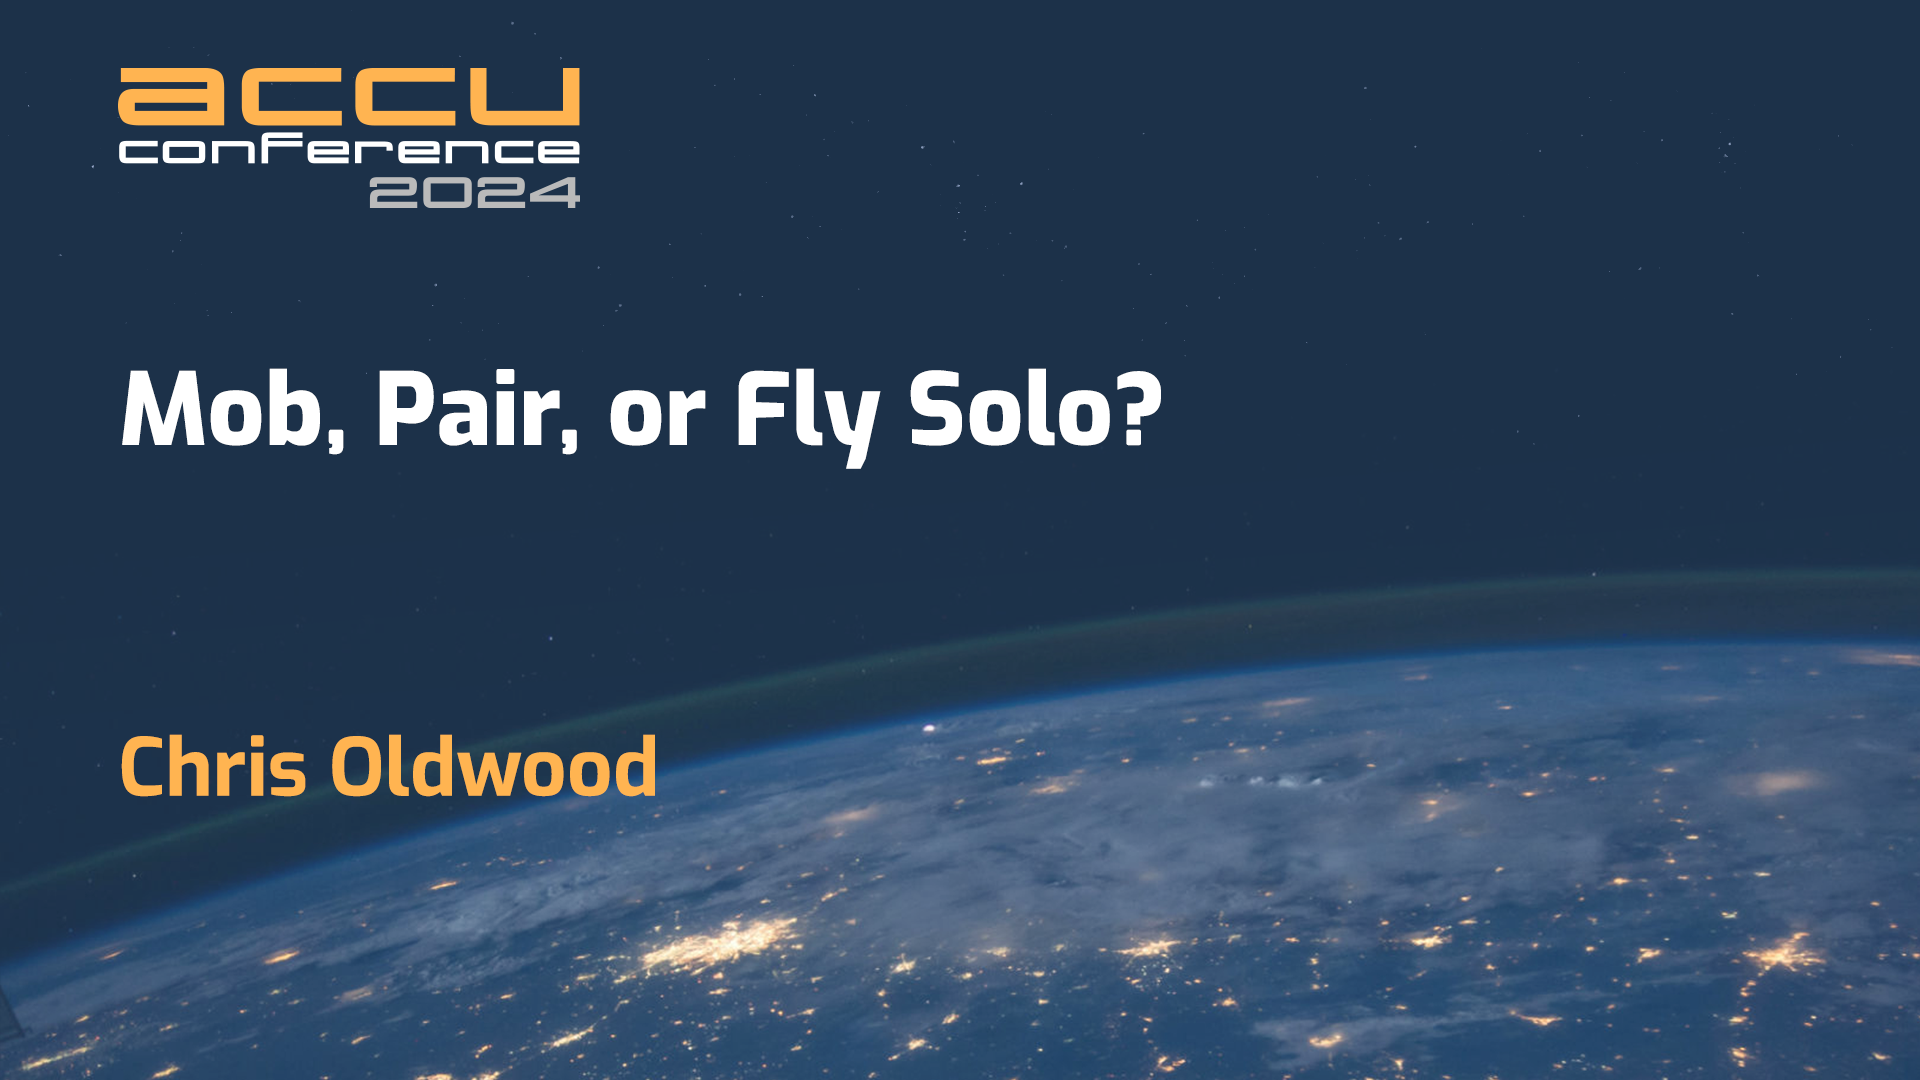 accu
conference
2024
Mob, Pair, or Fly Solo?
Chris Oldwood